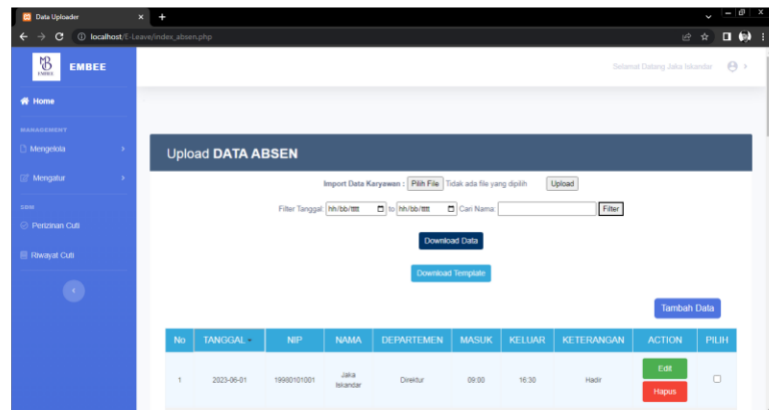 Data Uploader
localhost/E-Leave/index_absen.php
EMBEE
EMBEE
Selamat Datang Jaka Iskandar
Home
MANAGEMENT
Mengelola
Mengatur
Perizinan Cuti
Riwayat Cuti
Upload DATA ABSEN
Import Data Karyawan : Pilih File Tidak ada file yang dipilih Upload
Filter Tanggal: hh/bb/tttt to hh/bb/tttt Cari Nama: Filter
Download Data
Download Template
Tambah Data
No TANGGAL NIP NAMA DEPARTEMEN MASUK KELUAR KETERANGAN ACTION PILIH
1 2023-06-01 19980101001 Jaka Iskandar Direktur 09:00 16:30 Hadir Edit
Hapus